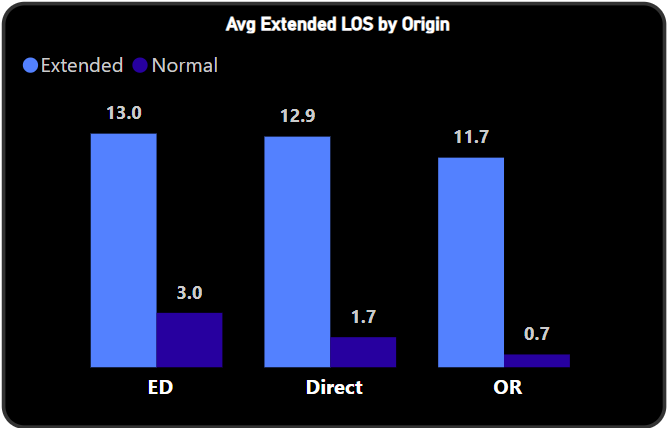 Avg Extended LOS by Origin
Extended Normal
13.0 12.9 11.7
3.0 1.7 0.7
ED Direct OR